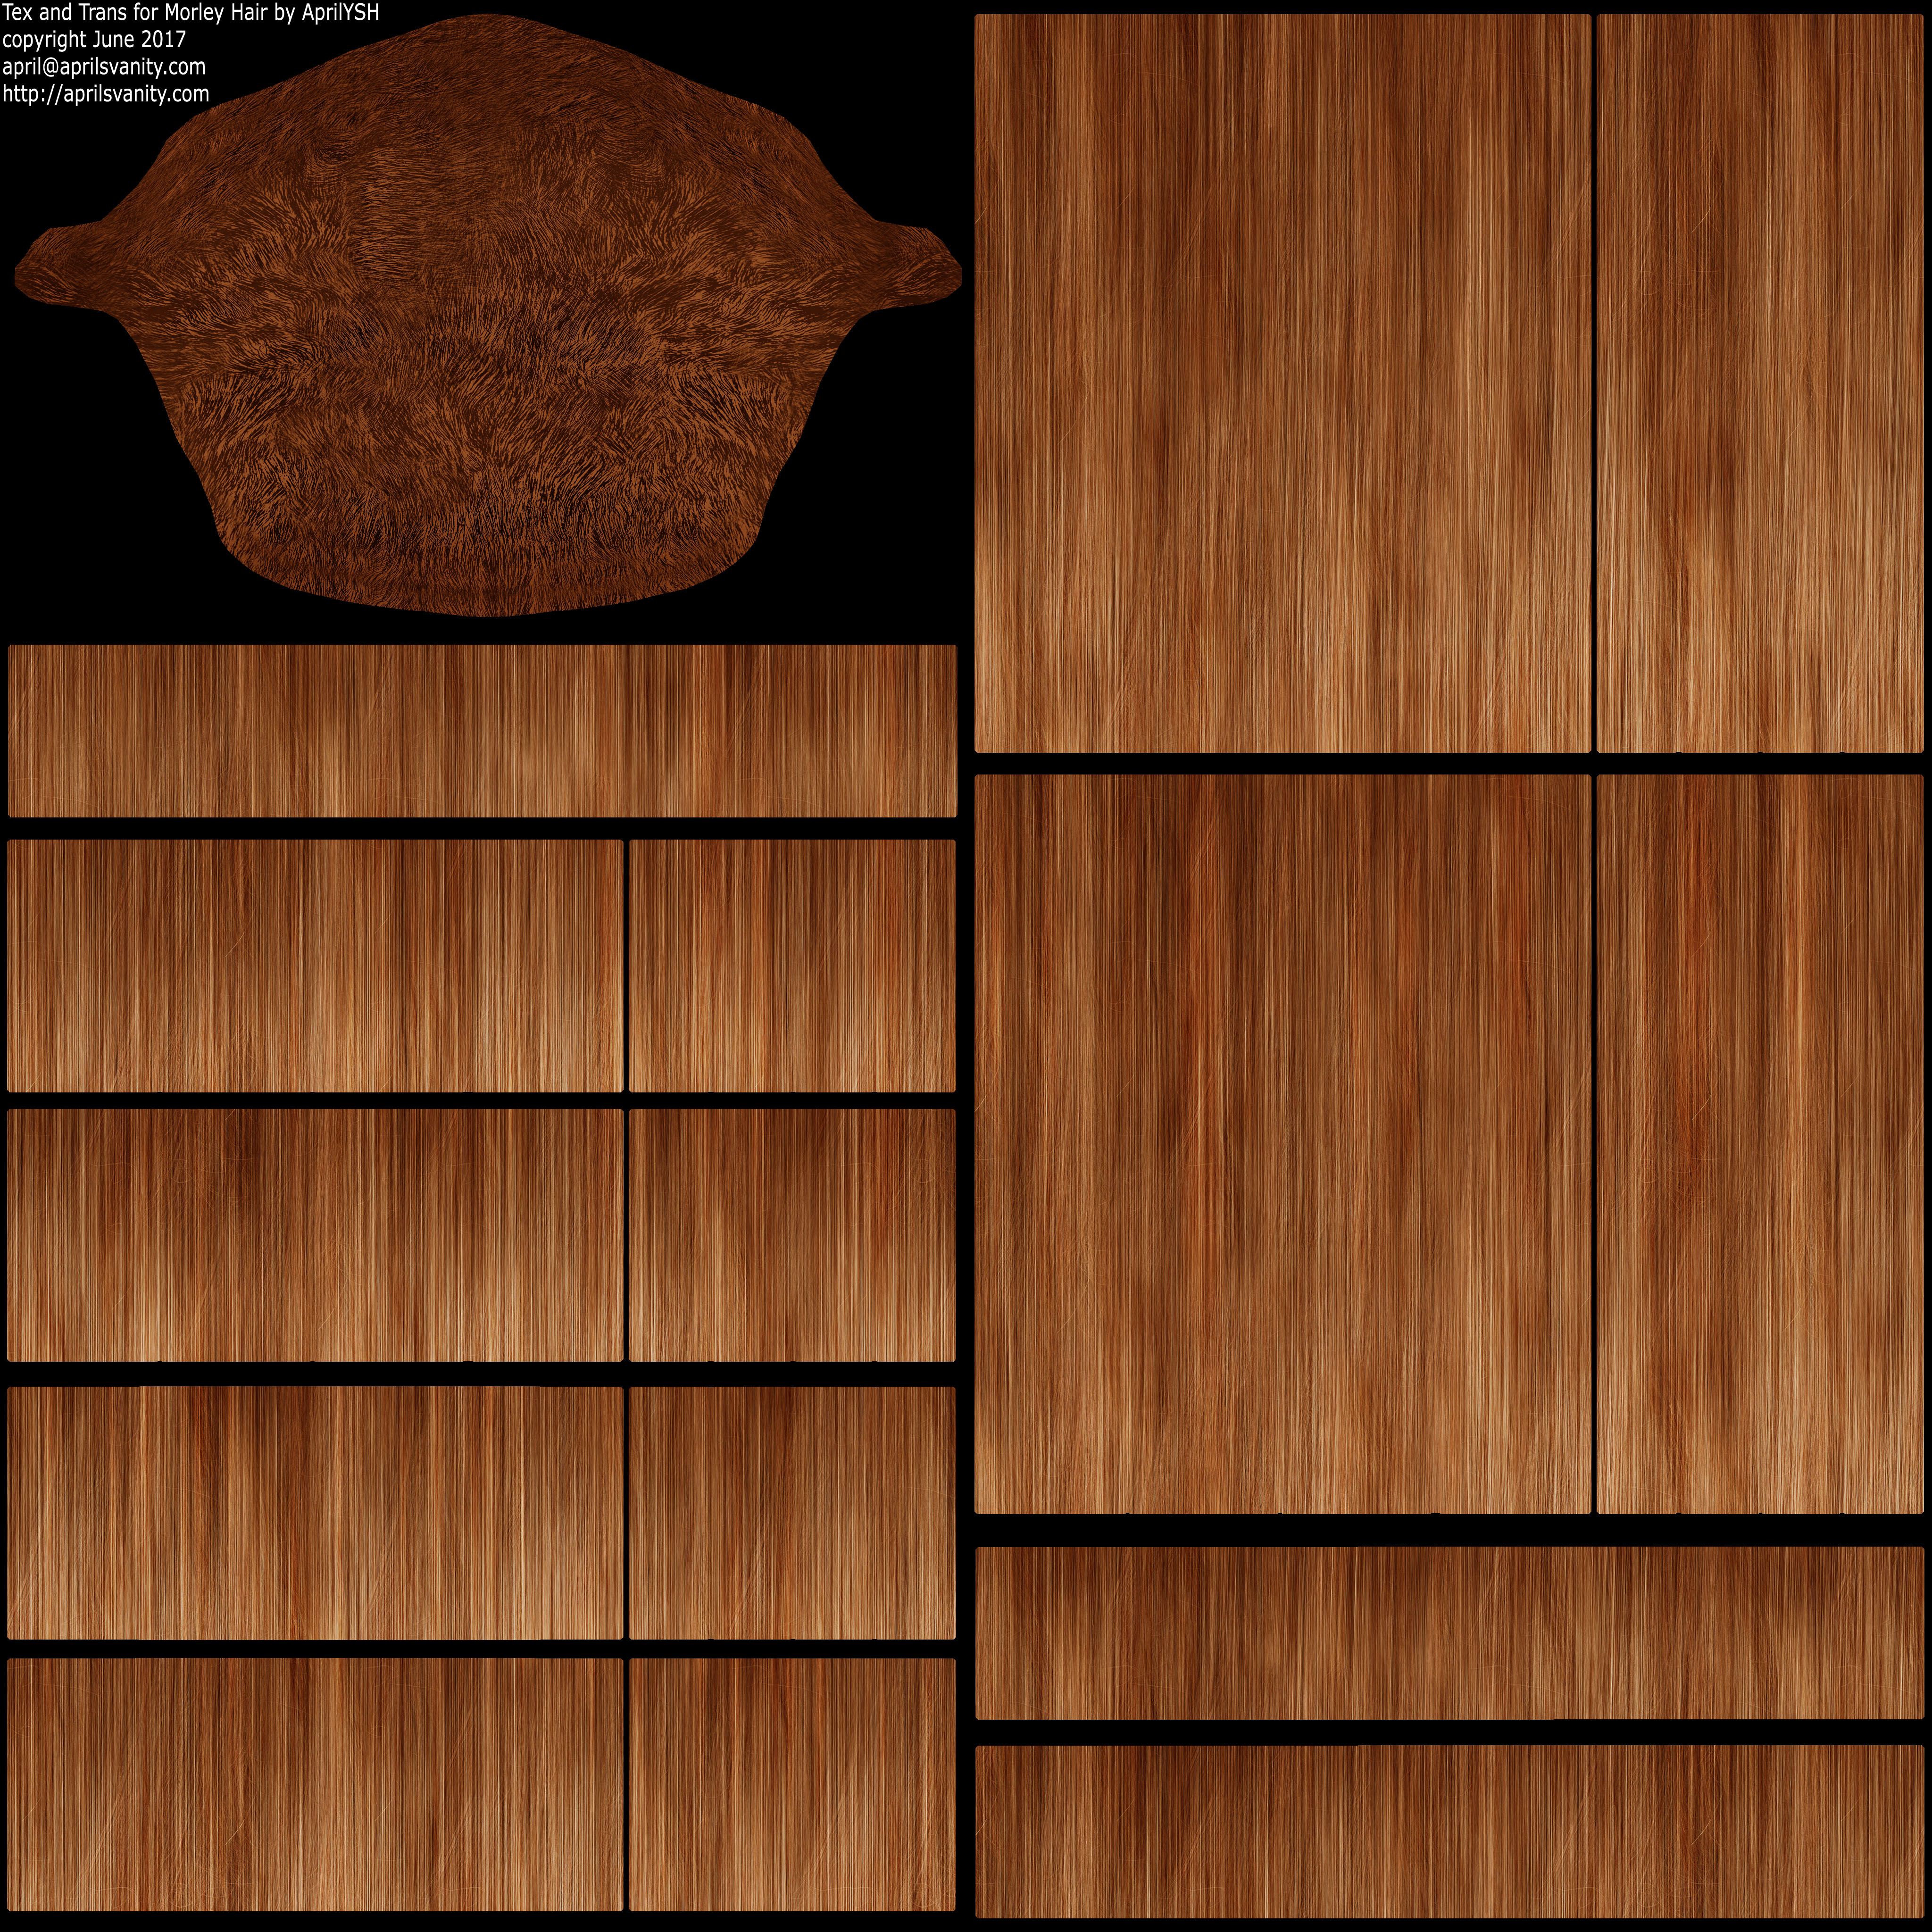 Tex and Trans for Morley Hair by AprilYSH
copyright June 2017
april@aprilsvanity.com
http://aprilsvanity.com